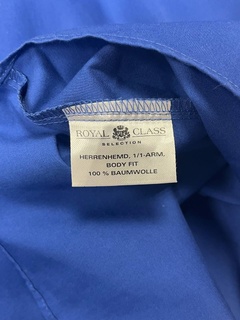 ROYAL CLASS
SELECTION
HERRENHEMD, 1/1-ARM,
BODY FIT
100 % BAUMWOLLE